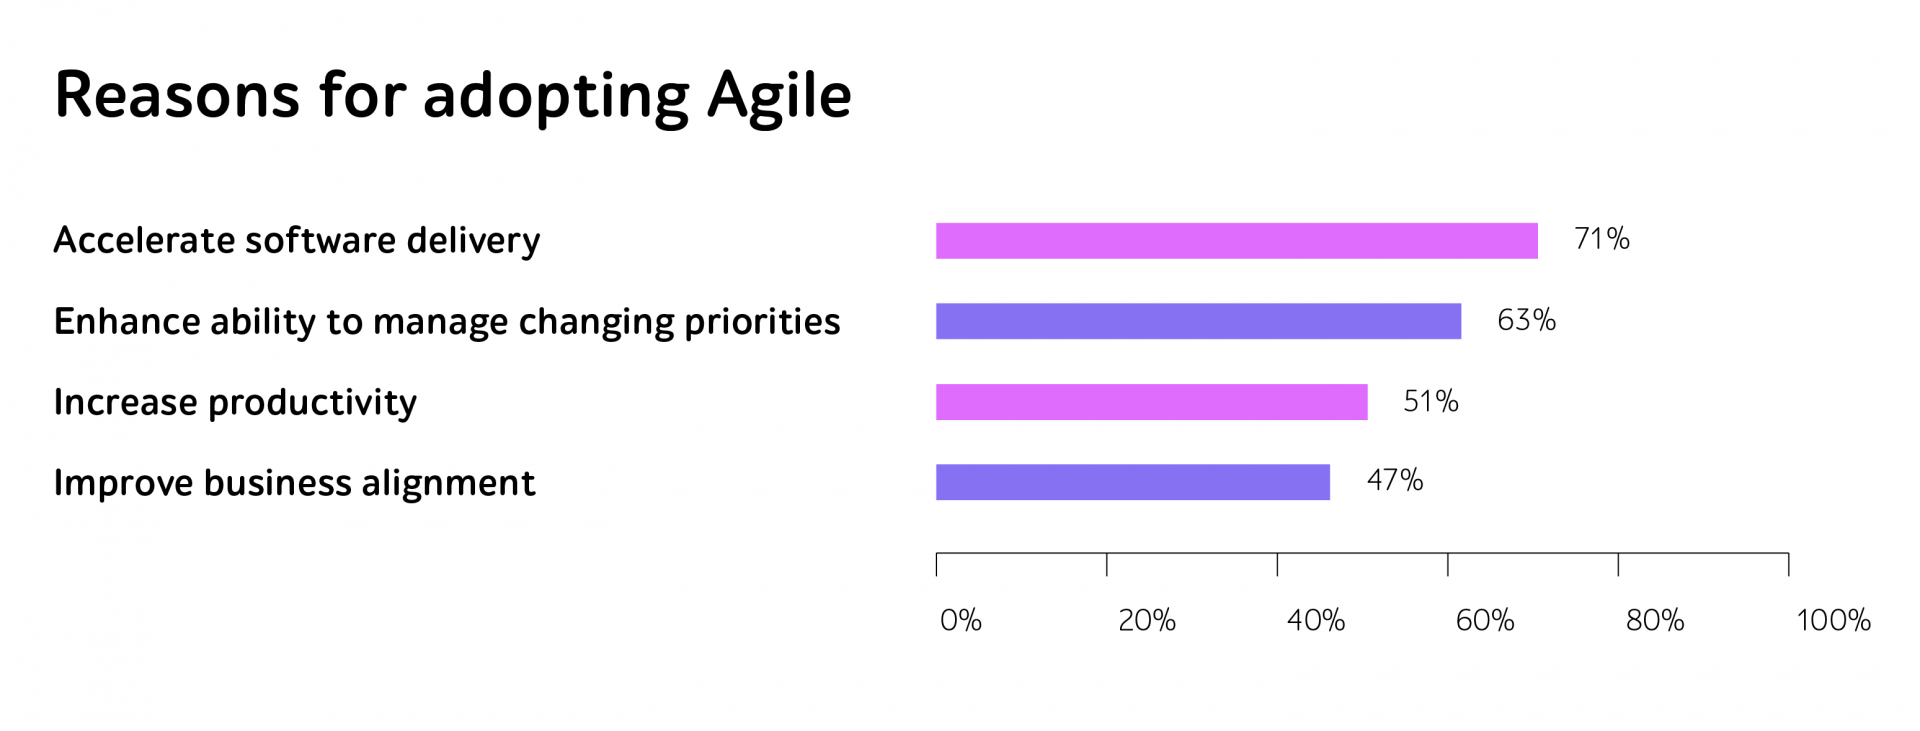 Reasons for adopting Agile
Accelerate software delivery 71%
Enhance ability to manage changing priorities 63%
Increase productivity 51%
Improve business alignment 47%
0% 20% 40% 60% 80% 100%